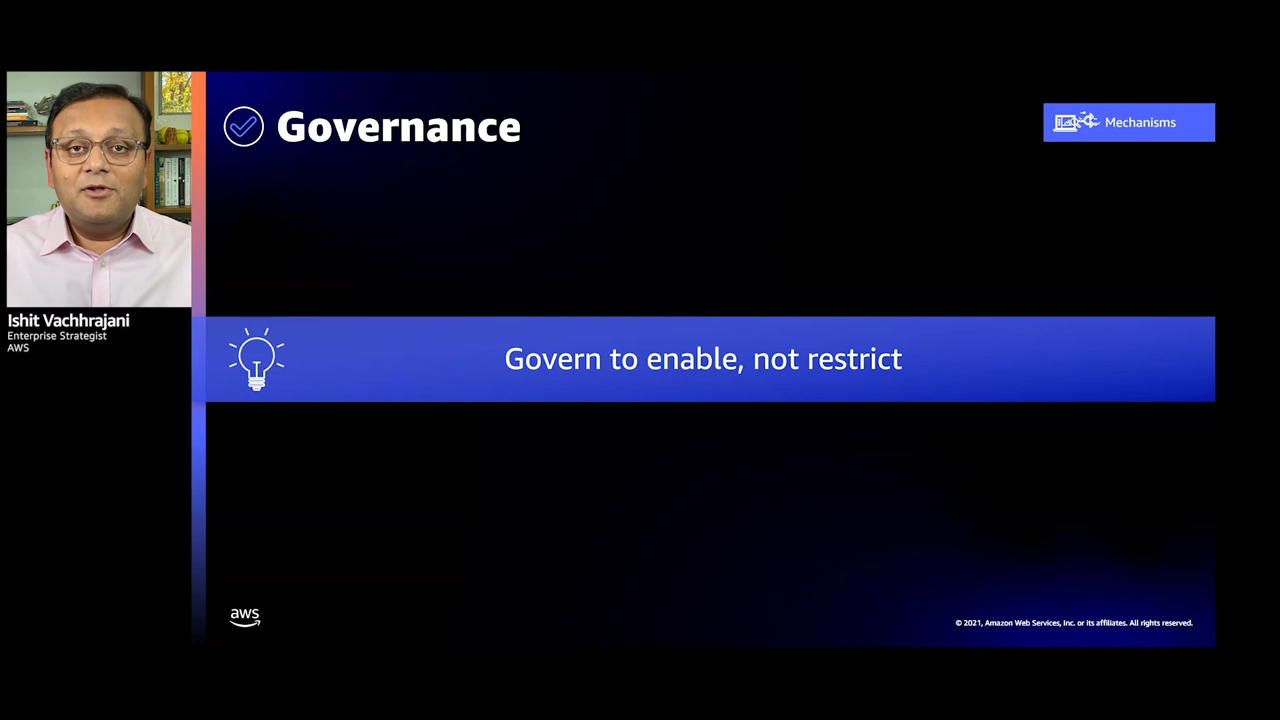 Governance
Mechanisms
Ishit Vachhrajani
Enterprise Strategist
AWS
Govern to enable, not restrict
aws
© 2021, Amazon Web Services, Inc. or its affiliates. All rights reserved.